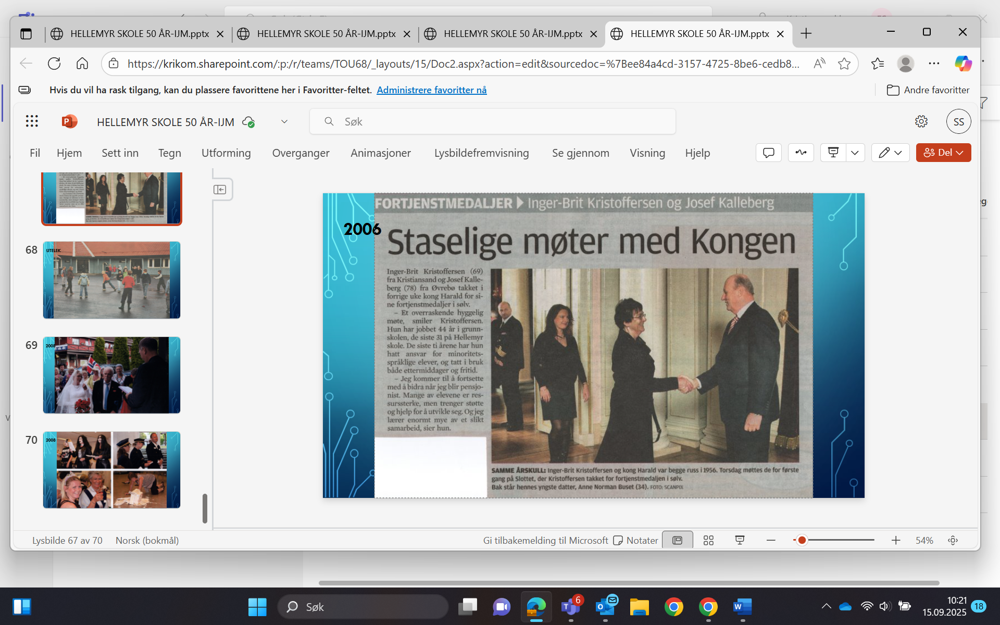 HELLEMYR SKOLE 50 ÅR-IJM.pptx
HELLEMYR SKOLE 50 ÅR-IJM.pptx
HELLEMYR SKOLE 50 ÅR-IJM.pptx
HELLEMYR SKOLE 50 ÅR-IJM.pptx
https://krikom.sharepoint.com/:p:/r/teams/TOU68/_layouts/15/Doc2.aspx?action=edit&sourcedoc=%7Bee84a4cd-3157-4725-8be6-cedb8...
Hvis du vil ha rask tilgang, kan du plassere favorittene her i Favoritter-feltet. Administrere favoritter nå
Andre favoritter
HELLEMYR SKOLE 50 ÅR-IJM
Søk
SS
Fil Hjem Sett inn Tegn Utforming Overganger Animasjoner Lysbildefremvisning Se gjennom Visning Hjelp
Del
68
UTELEK
69
2008
70
2008
FORTJENSTMEDALJER Inger-Brit Kristoffersen og Josef Kalleberg
2006
Staselige møter med Kongen
Inger-Brit Kristoffersen (69)
fra Kristiansand og Josef Kalle-
berg (78) fra Øvrebø takket i
forrige uke kong Harald for si-
ne fortjenstmedaljer i sølv.
– Et overraskende hyggelig
møte, smiler Kristoffersen.
Hun har jobbet 44 år i grunn-
skolen, de siste 31 på Hellemyr
skole. De siste ti årene har hun
hatt ansvar for minoritets-
språklige elever, og tatt i bruk
både ettermiddager og fritid.
– Jeg kommer til å fortsette
med å bidra når jeg blir pensjo-
nist. Mange av elevene er res-
surssterke, men trenger støtte
og hjelp for å utvikle seg. Og jeg
lærer enormt mye av et slikt
samarbeid, sier hun.
SAMME ÅRSKULL: Inger-Brit Kristoffersen og kong Harald var begge russ i 1956. Torsdag møttes de for første
gang på Slottet, der Kristoffersen takket for fortjenstmedaljen i sølv.
Bak står hennes yngste datter, Anne Norman Buset (34). FOTO: SCANPIX
Lysbilde 67 av 70 Norsk (bokmål)
Gi tilbakemelding til Microsoft Notater
54%
Søk
6
10:21
15.09.2025
18